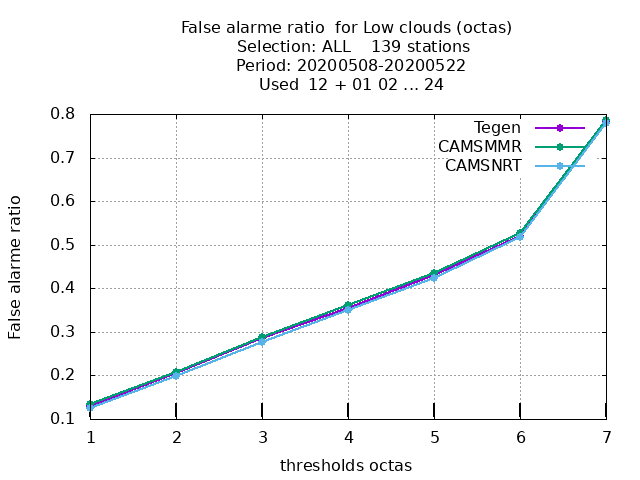 False alarme ratio  for Low clouds (octas)
Selection: ALL    139 stations
Period: 20200508-20200522
Used  12 + 01 02 ... 24
False alarme ratio
0.8
0.7
0.6
0.5
0.4
0.3
0.2
0.1
Tegen
CAMSMMR
CAMSNRT
1 2 3 4 5 6 7
thresholds octas